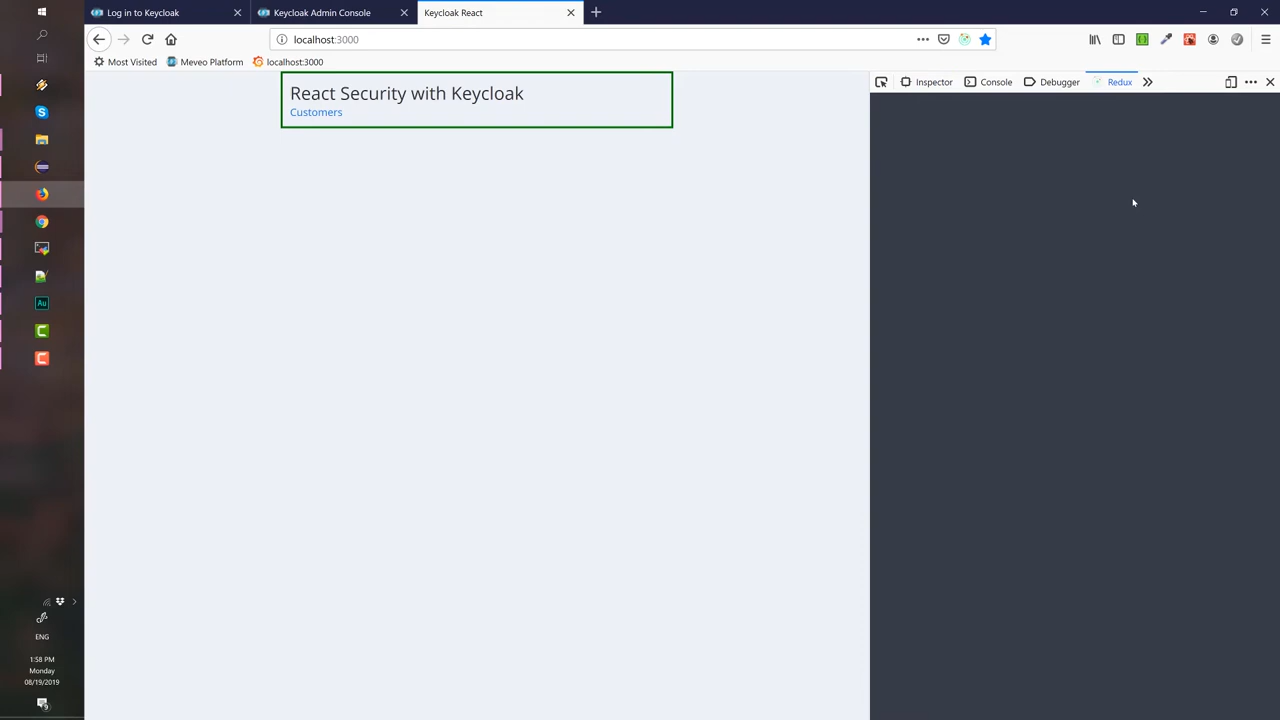 Log in to Keycloak
Keycloak Admin Console
Keycloak React
localhost:3000
Most Visited
Meveo Platform
localhost:3000
Inspector
Console
Debugger
Redux
React Security with Keycloak
Customers
Au
ENG
1:58 PM
Monday
08/19/2019